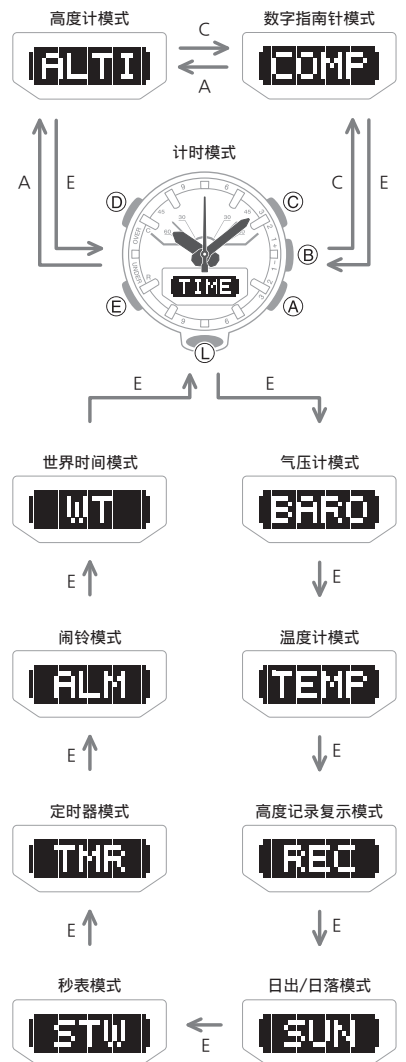 高度计模式
数字指南针模式
ALTI
C
A
COMP
计时模式
A
E
C
E
D
C
B
A
E
L
TIME
OVER
UNDER
E
E
世界时间模式
气压计模式
WT
BARO
E
E
闹铃模式
温度计模式
ALM
TEMP
E
E
定时器模式
高度记录复示模式
TMR
REC
E
E
秒表模式
日出/日落模式
STW
E
SUN